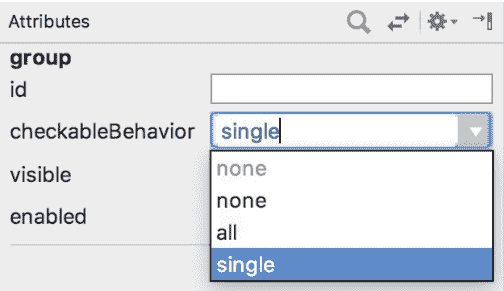 Attributes
group
id
checkableBehavior single
none
visible
none
all
enabled
single